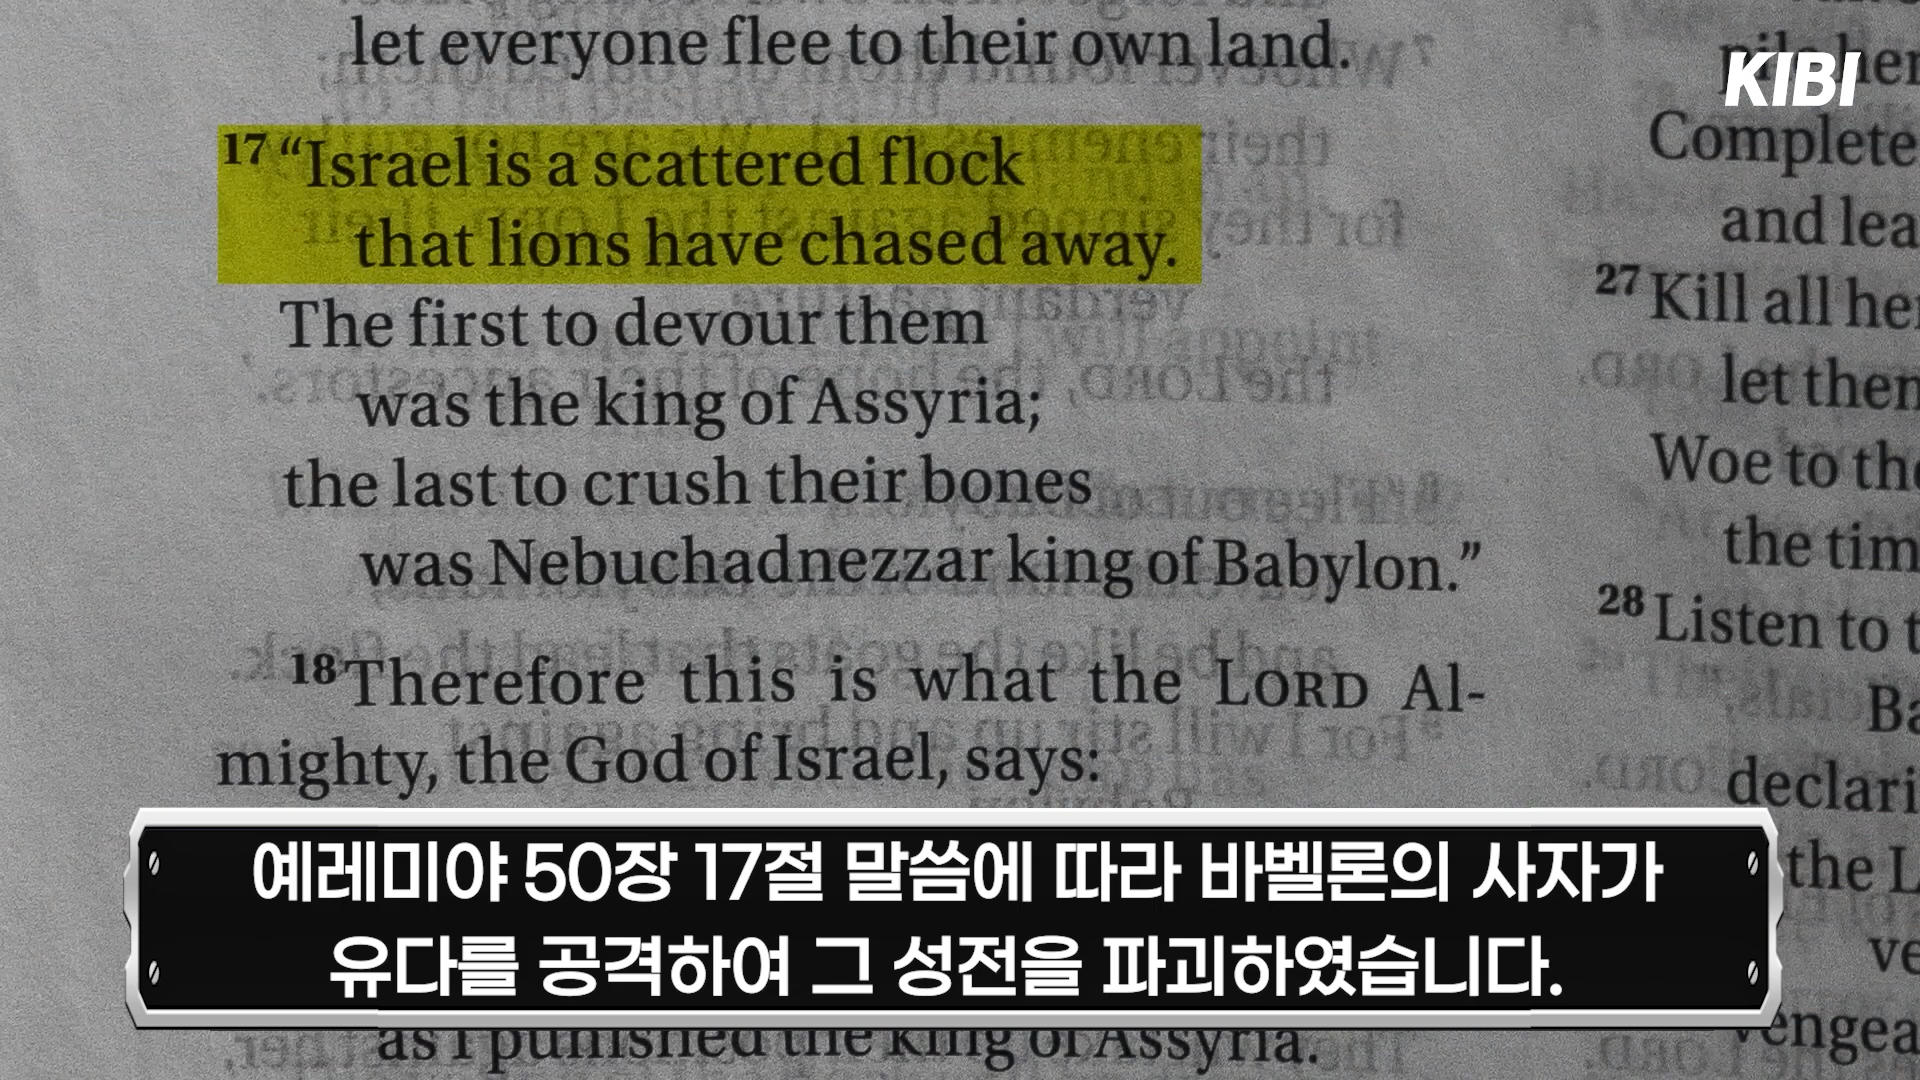 let everyone flee to their own land.
17 “Israel is a scattered flock
that lions have chased away.
The first to devour them
was the king of Assyria;
the last to crush their bones
was Nebuchadnezzar king of Babylon.”
18 Therefore this is what the LORD Al-
mighty, the God of Israel, says:
as I punished the king of Assyria.
KIBI
Complete
and lea
27 Kill all her
let them
Woe to the
the tim
28 Listen to t
Ba
declari
the L
ve
vengea
예레미야 50장 17절 말씀에 따라 바벨론의 사자가
유다를 공격하여 그 성전을 파괴하였습니다.